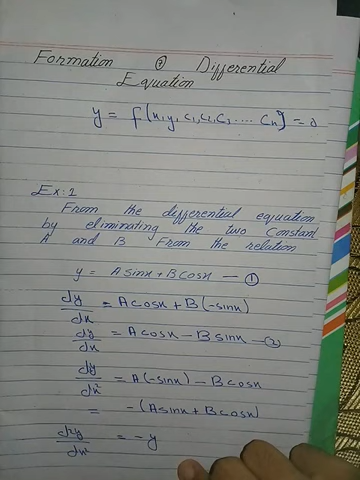 Formation of Differential
Equation
y = f(x, y, c₁, c₂, c₃ .... cₙ) = 0
Ex: 1
From the differential equation
by eliminating the two Constant
A and B From the relation
y = A sinx + B cosx — ①
dy/dx = A cosx + B(-sinx)
dy/dx = A cosx - B sinx — ②
dy/dx² = A(-sinx) - B cosx
= -(A sinx + B cosx)
d²y/dx² = -y